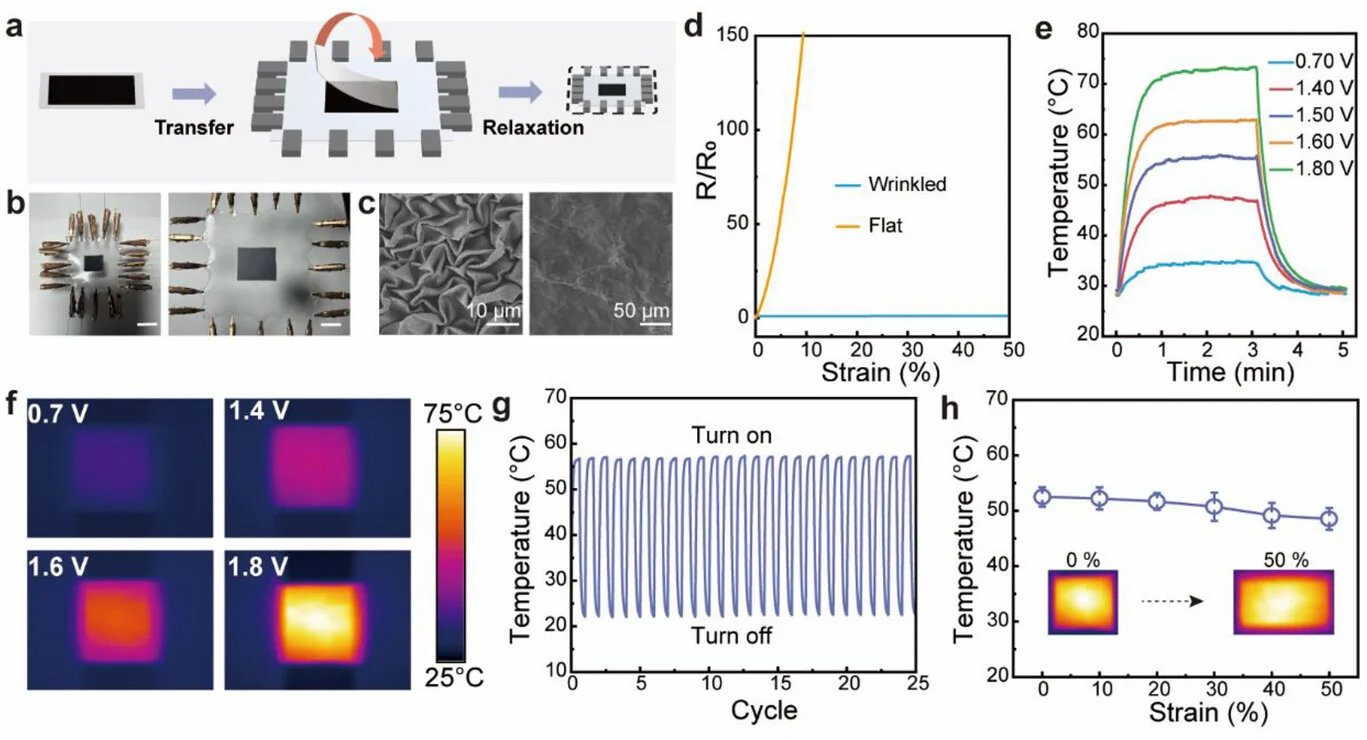 a
Transfer
Relaxation
b
c
10 µm
50 µm
d
150
100
50
0
R/R₀
Wrinkled
Flat
0
10
20
30
40
50
Strain (%)
e
80
70
60
50
40
30
20
Temperature (°C)
0.70 V
1.40 V
1.50 V
1.60 V
1.80 V
0
1
2
3
4
5
Time (min)
f
0.7 V
1.4 V
1.6 V
1.8 V
75°C
25°C
g
70
60
50
40
30
20
10
Temperature (°C)
Turn on
Turn off
0
5
10
15
20
25
Cycle
h
70
60
50
40
30
20
Temperature (°C)
0 %
50 %
0
10
20
30
40
50
Strain (%)